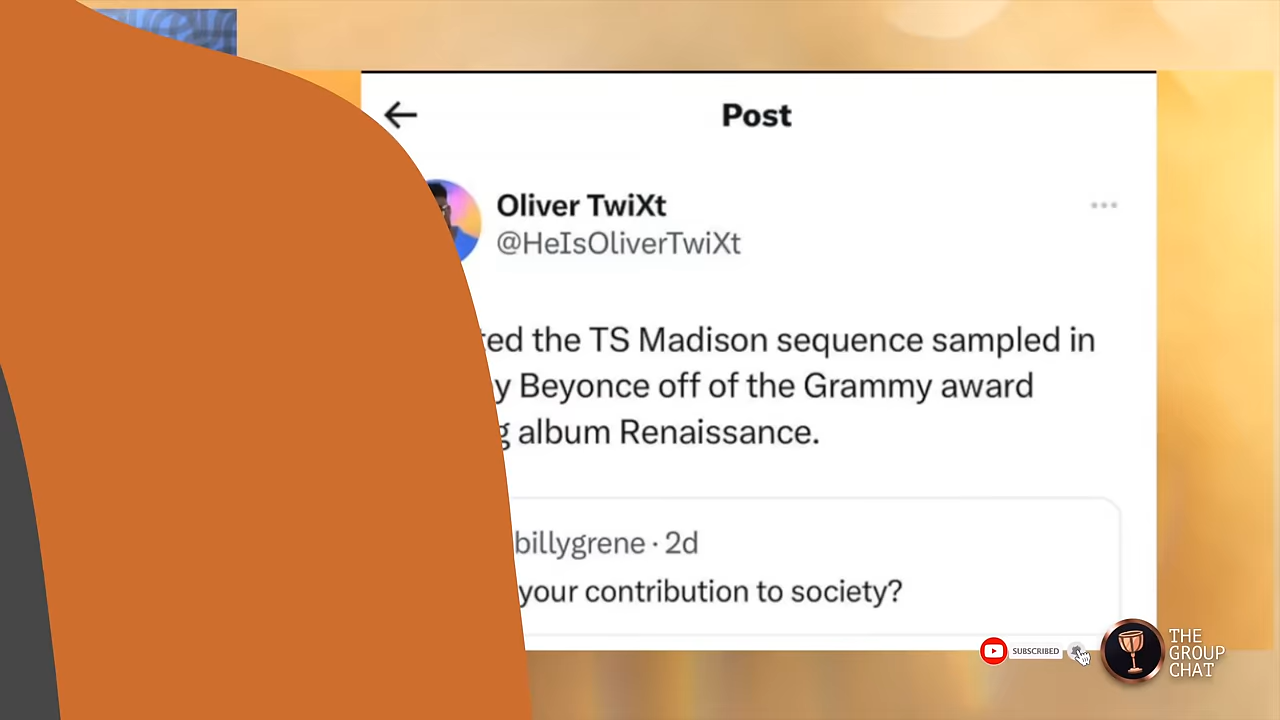 Post
Oliver TwiXt
@HeIsOliverTwiXt
the TS Madison sequence sampled in
Beyonce off of the Grammy award
album Renaissance.
billygrene · 2d
your contribution to society?
SUBSCRIBED
THE
GROUP
CHAT